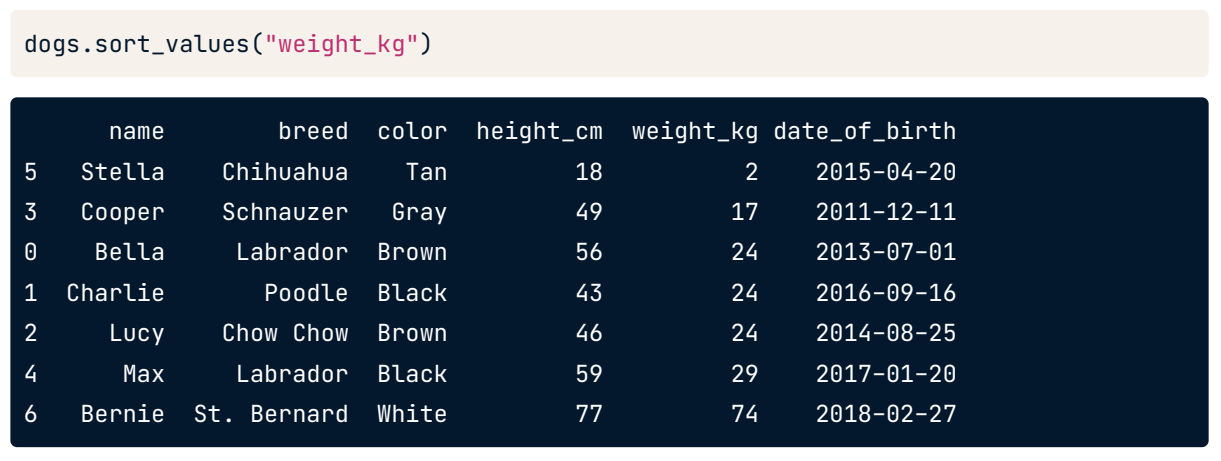 dogs.sort_values("weight_kg")
name breed color height_cm weight_kg date_of_birth
5 Stella Chihuahua Tan 18 2 2015-04-20
3 Cooper Schnauzer Gray 49 17 2011-12-11
0 Bella Labrador Brown 56 24 2013-07-01
1 Charlie Poodle Black 43 24 2016-09-16
2 Lucy Chow Chow Brown 46 24 2014-08-25
4 Max Labrador Black 59 29 2017-01-20
6 Bernie St. Bernard White 77 74 2018-02-27